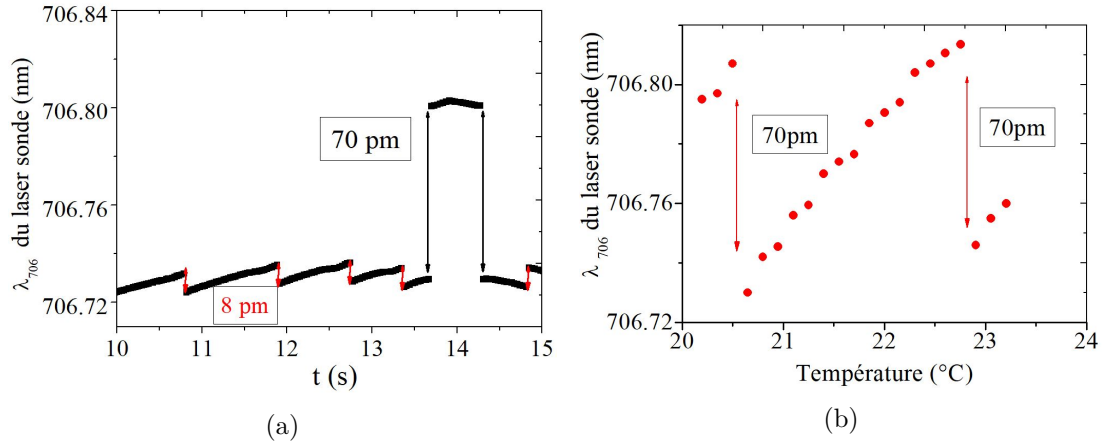 706.84
706.80
706.76
706.72
λ706 du laser sonde (nm)
70 pm
8 pm
10 11 12 13 14 15
t (s)
(a)
706.80
706.76
706.72
λ706 du laser sonde (nm)
70pm
70pm
20 21 22 23 24
Température (°C)
(b)